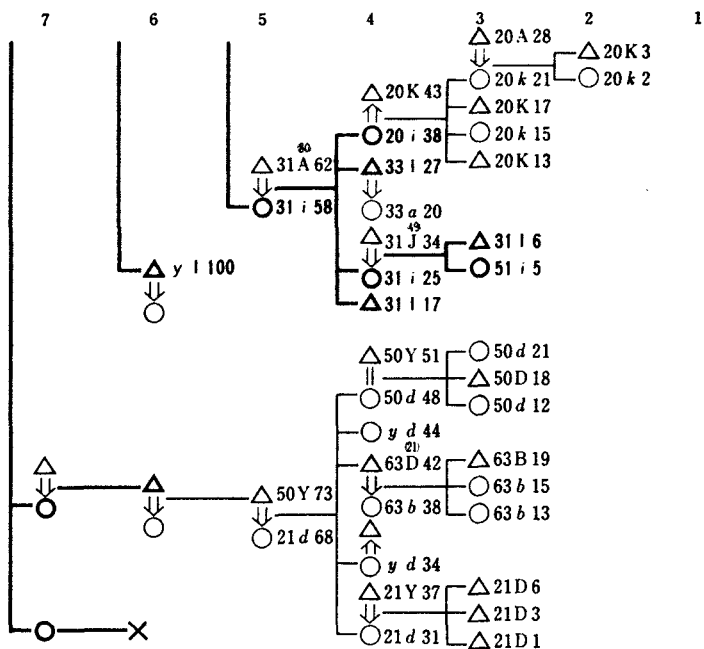 7 6 5 4 3 2 1
20A28
20K3
20K43
20k21
20k2
20K17
20i38
20k15
(80)
31A62
33I27
20K13
31i58
33a20
(49)
31J34
31I6
yI100
31i25
51i5
31I17
50Y51
50d21
50D18
50d48
50d12
yd44
(21)
63D42
63B19
50Y73
63b15
63b38
63b13
21d68
yd34
21Y37
21D6
21D3
21d31
21D1